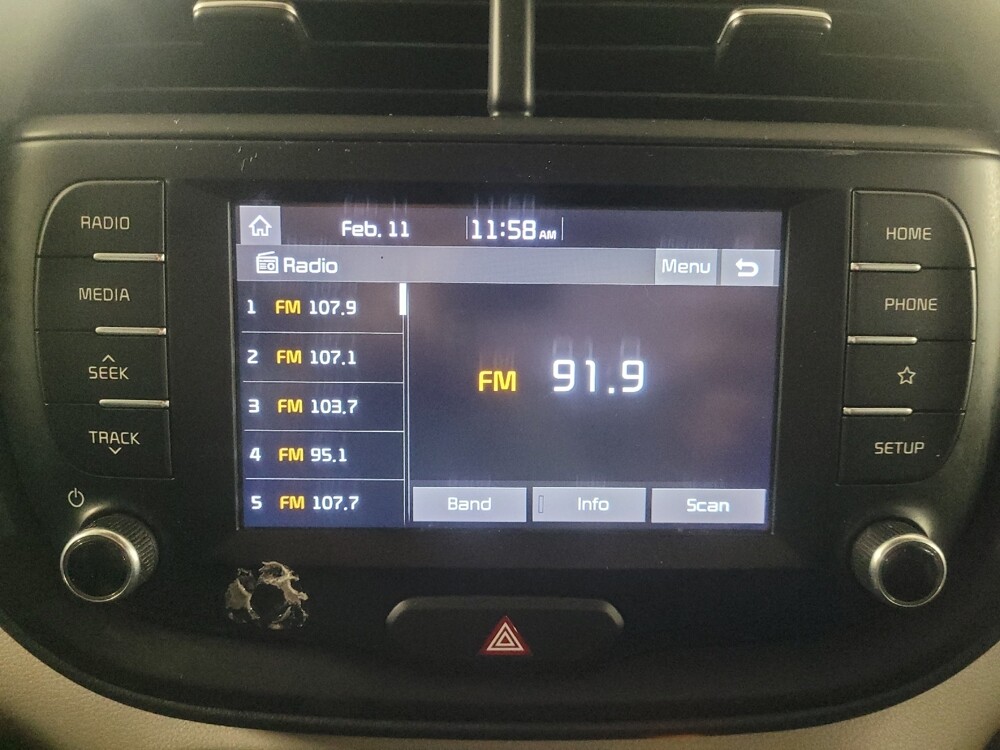 RADIO
MEDIA
SEEK
TRACK
Feb. 11 11:58 AM
Radio Menu
1 FM 107.9
2 FM 107.1
3 FM 103.7
4 FM 95.1
5 FM 107.7
FM 91.9
Band Info Scan
HOME
PHONE
SETUP